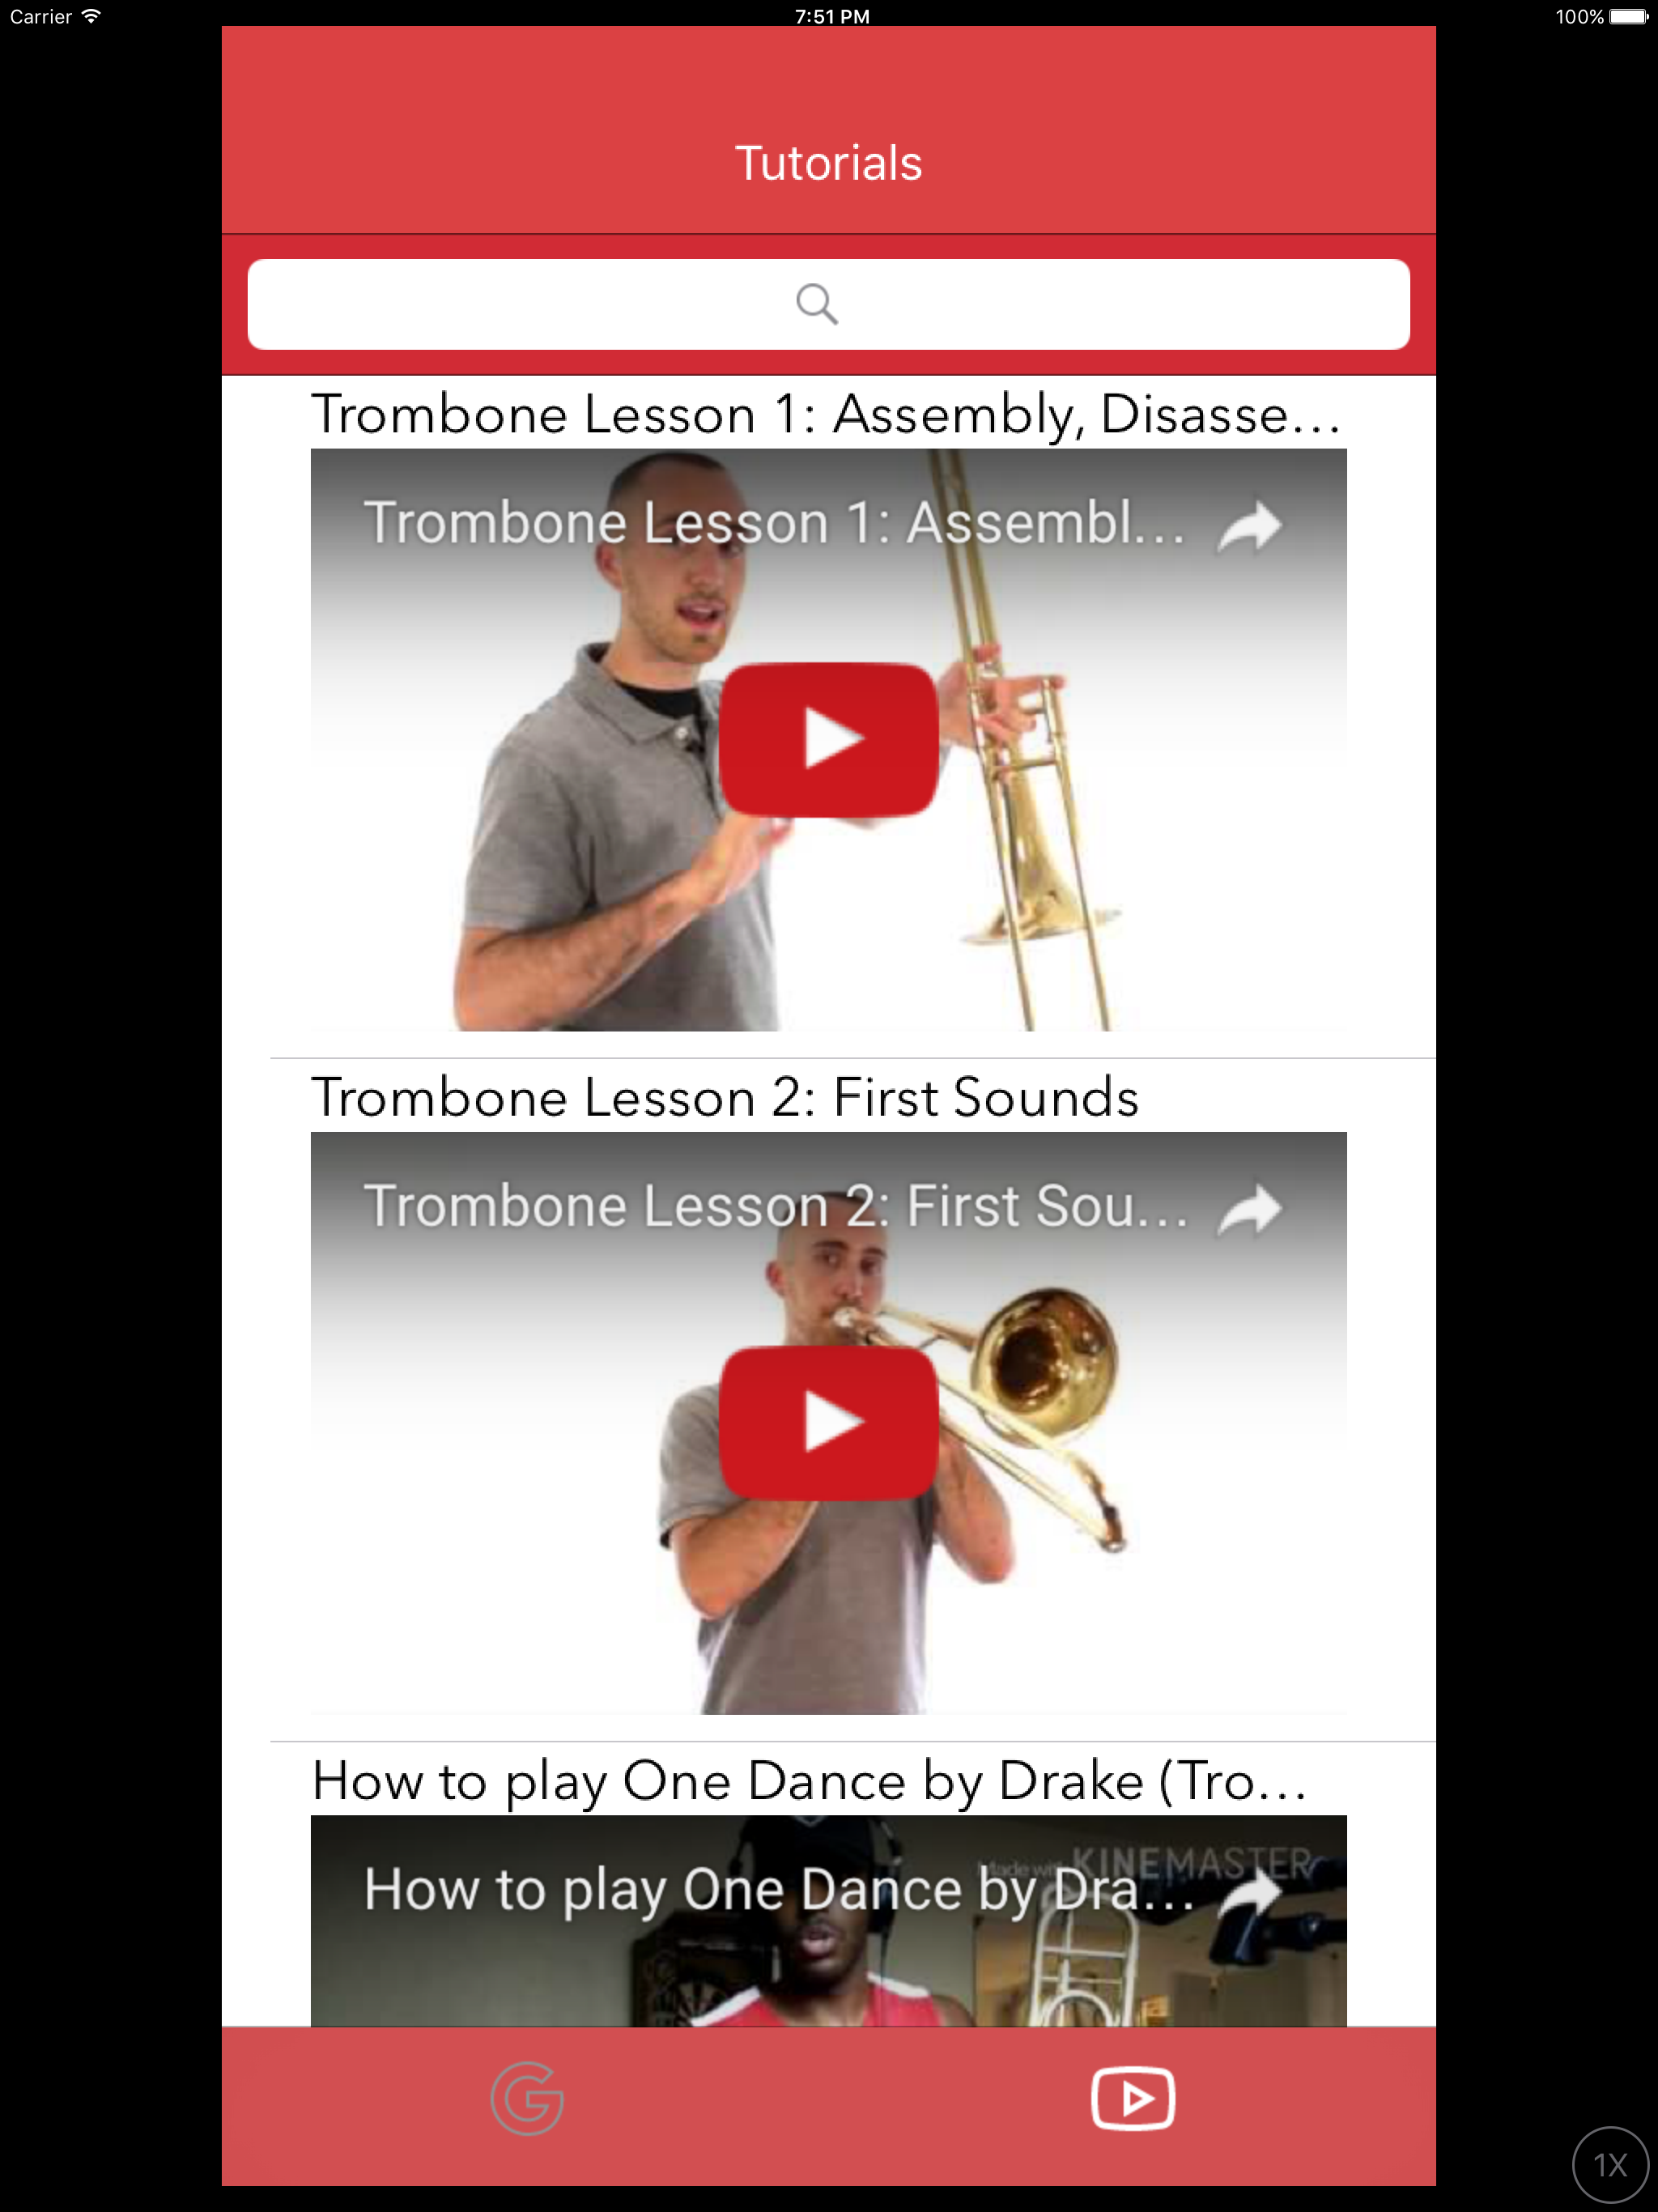 Carrier
7:51 PM
100%
Tutorials
Trombone Lesson 1: Assembly, Disasse...
Trombone Lesson 1: Assembl...
Trombone Lesson 2: First Sounds
Trombone Lesson 2: First Sou...
How to play One Dance by Drake (Tro...
Made with KINEMASTER
How to play One Dance by Dra...
G
1X